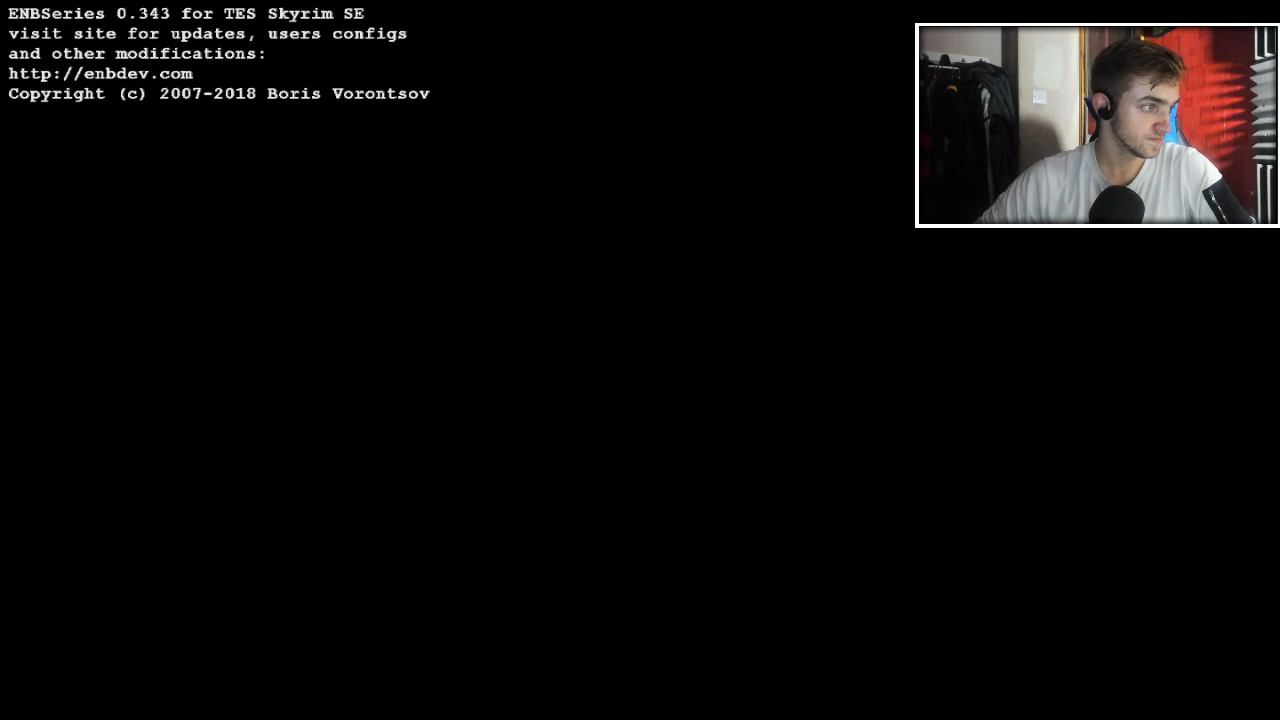 ENBSeries 0.343 for TES Skyrim SE
visit site for updates, users configs
and other modifications:
http://enbdev.com
Copyright (c) 2007-2018 Boris Vorontsov